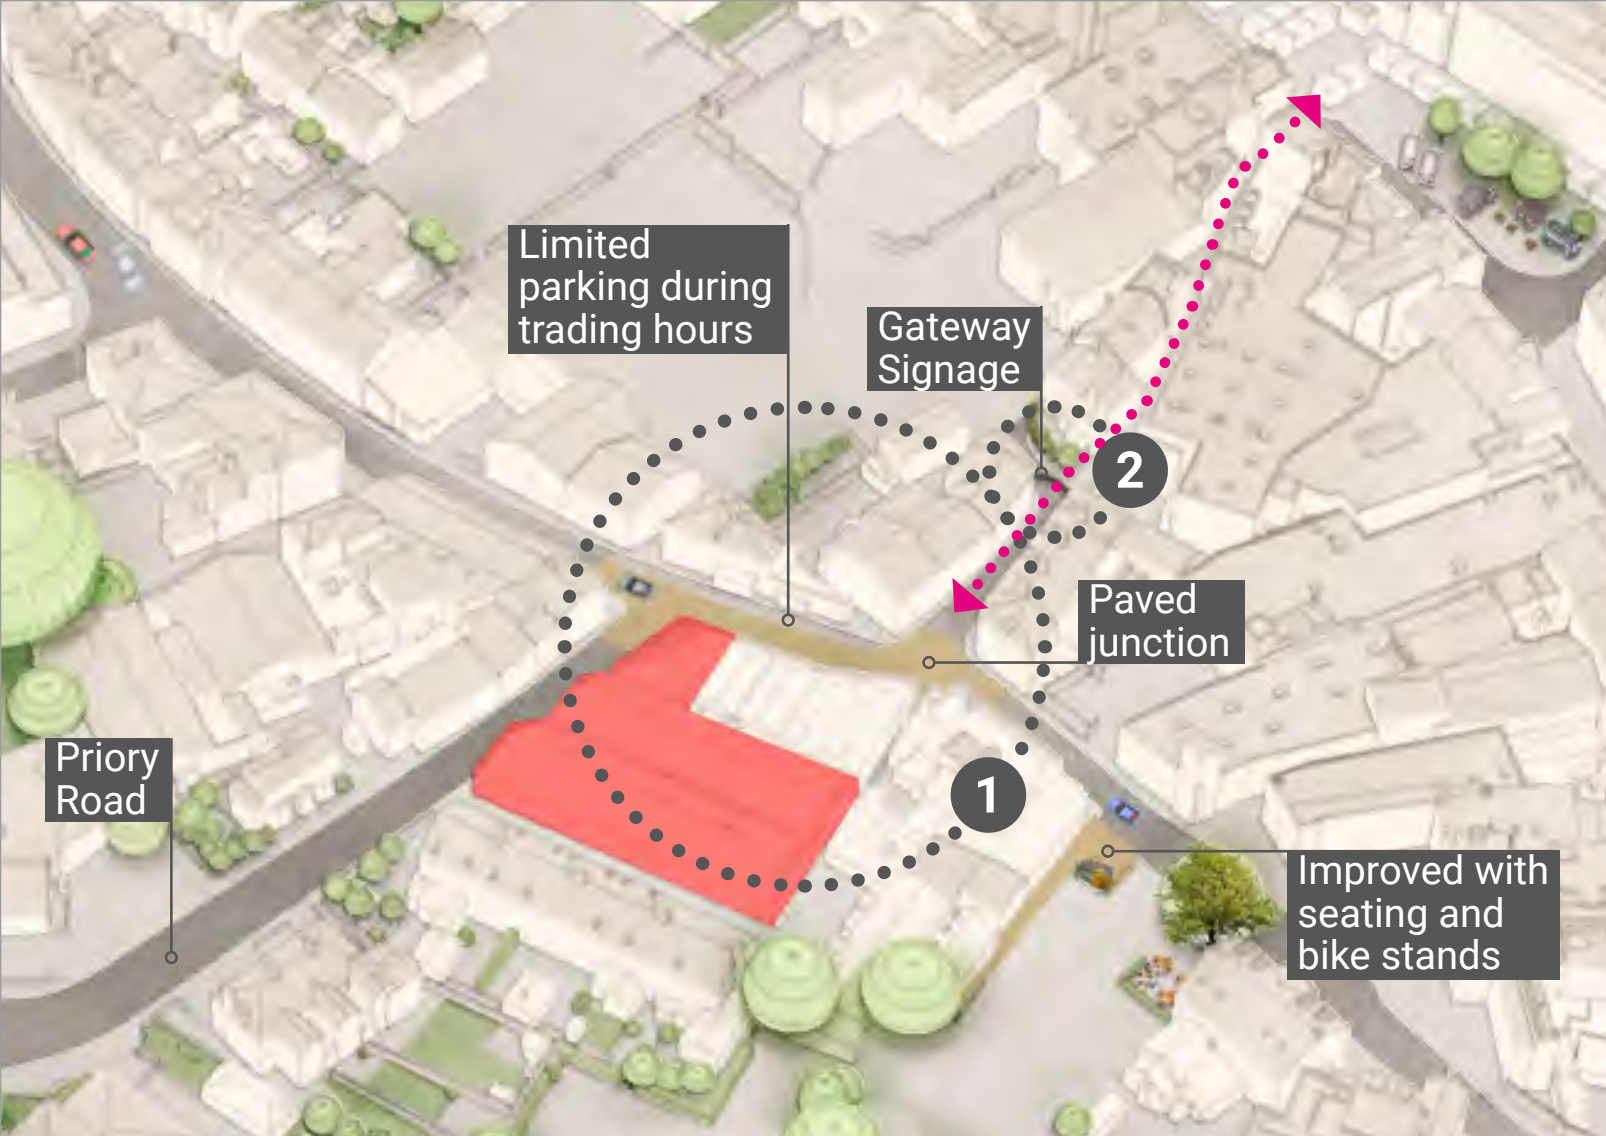 Limited
parking during
trading hours
Gateway
Signage
2
Paved
junction
Priory
Road
1
Improved with
seating and
bike stands